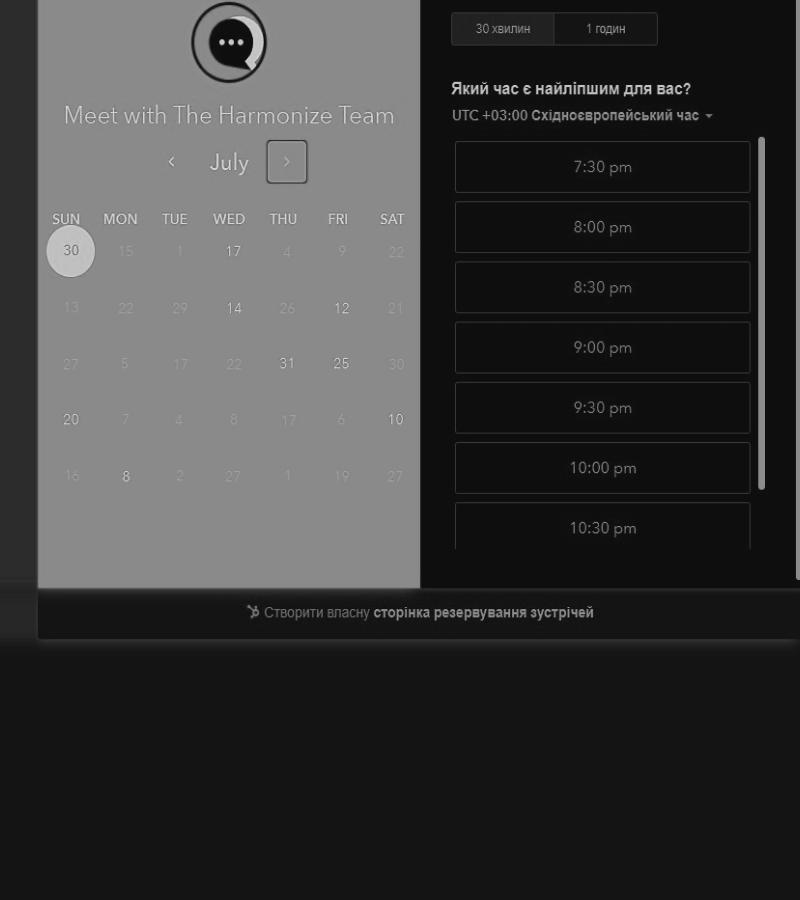 Meet with The Harmonize Team
July
SUN MON TUE WED THU FRI SAT
30 15 1 17 4 9 22
13 22 29 14 26 12 21
27 5 17 22 31 25 30
20 7 4 8 17 6 10
16 8 2 27 1 19 27
30 хвилин 1 годин
Який час є найліпшим для вас?
UTC +03:00 Східноєвропейський час
7:30 pm
8:00 pm
8:30 pm
9:00 pm
9:30 pm
10:00 pm
10:30 pm
Створити власну сторінка резервування зустрічей